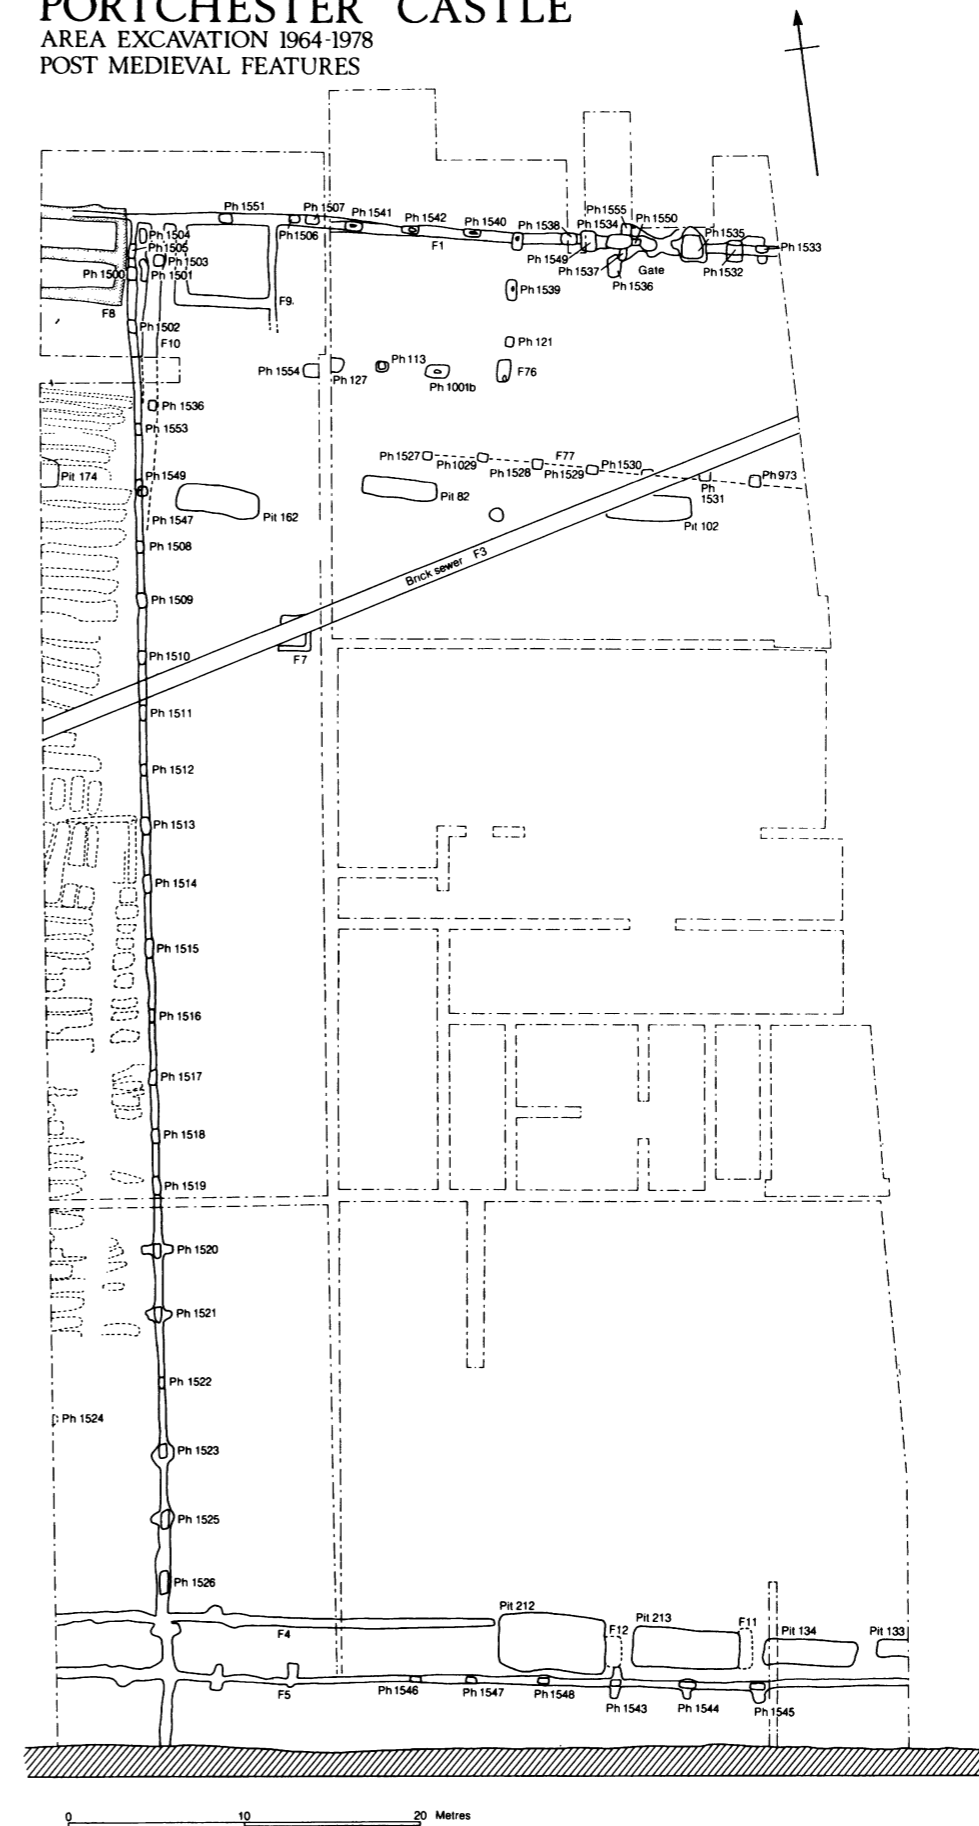 PORTCHESTER CASTLE
AREA EXCAVATION 1964-1978
POST MEDIEVAL FEATURES
Ph 1551
Ph 1507
Ph 1541
Ph 1542
Ph 1540
Ph 1538
Ph 1555
Ph 1534
Ph 1550
Ph 1535
Ph 1533
Ph 1504
Ph 1505
Ph 1506
F1
Ph 1549
Ph 1503
Ph 1500
Ph 1501
Ph 1537
Gate
Ph 1532
Ph 1536
Ph 1539
F9
F8
Ph 1502
F10
Ph 121
Ph 1554
Ph 127
Ph 113
Ph 1001b
F76
Ph 1536
Ph 1553
Ph 1527
Ph 1029
F77
Ph 1528
Ph 1529
Ph 1530
Ph 973
Pit 174
Ph 1549
Ph
1531
Pit 82
Ph 1547
Pit 162
Pit 102
Ph 1508
Brick sewer F3
Ph 1509
Ph 1510
F7
Ph 1511
Ph 1512
Ph 1513
Ph 1514
Ph 1515
Ph 1516
Ph 1517
Ph 1518
Ph 1519
Ph 1520
Ph 1521
Ph 1522
Ph 1524
Ph 1523
Ph 1525
Ph 1526
Pit 212
Pit 213
F11
F12
Pit 134
Pit 133
F4
F5
Ph 1546
Ph 1547
Ph 1548
Ph 1543
Ph 1544
Ph 1545
0 10 20 Metres